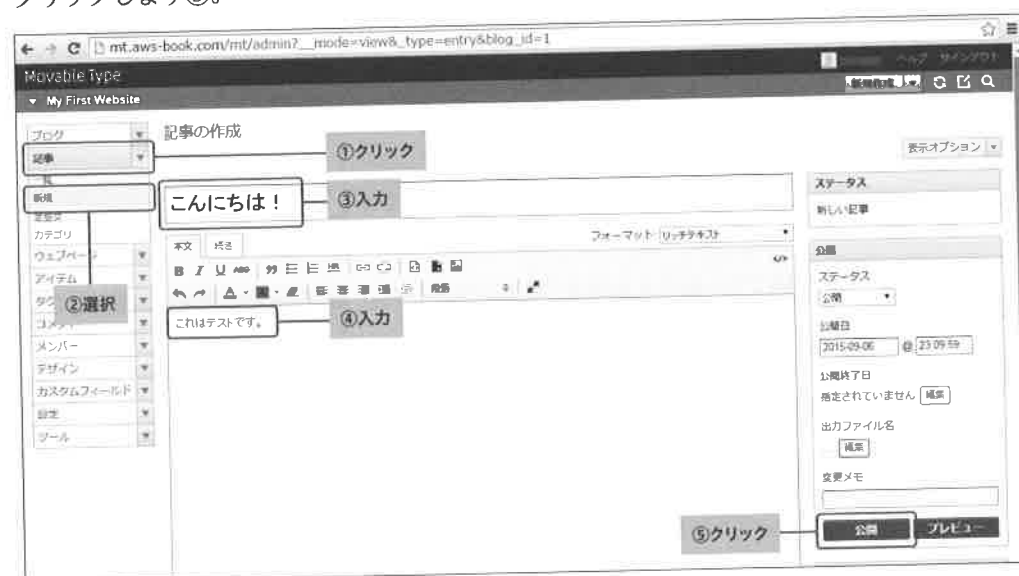 クリックします⑤。
mt.aws-book.com/mt/admin?__mode=view&_type=entry&blog_id=1
Movable Type
ヘルプ サインアウト
My First Website
新規作成
ブログ
記事の作成
記事
①クリック
表示オプション
一覧
新規
こんにちは！
③入力
ステータス
新しい記事
カテゴリ
本文 続き
フォーマット リッチテキスト
公開
ウェブページ
アイテム
ステータス
公開
②選択
これはテストです。
④入力
公開日
2015-09-06 @ 23:09:59
メンバー
デザイン
カスタムフィールド
設定
ツール
公開終了日
指定されていません 編集
出力ファイル名
編集
変更メモ
⑤クリック
公開 プレビュー